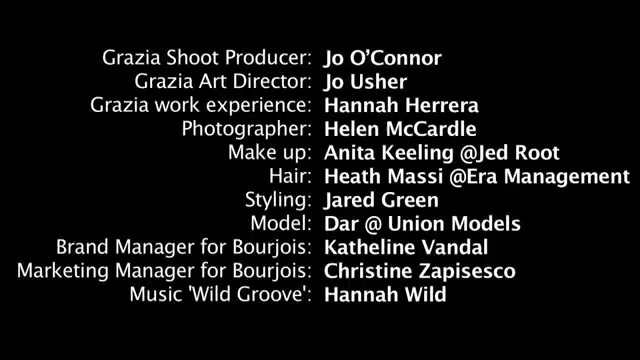 Grazia Shoot Producer: Jo O’Connor
Grazia Art Director: Jo Usher
Grazia work experience: Hannah Herrera
Photographer: Helen McCardle
Make up: Anita Keeling @Jed Root
Hair: Heath Massi @Era Management
Styling: Jared Green
Model: Dar @ Union Models
Brand Manager for Bourjois: Katheline Vandal
Marketing Manager for Bourjois: Christine Zapisesco
Music 'Wild Groove': Hannah Wild